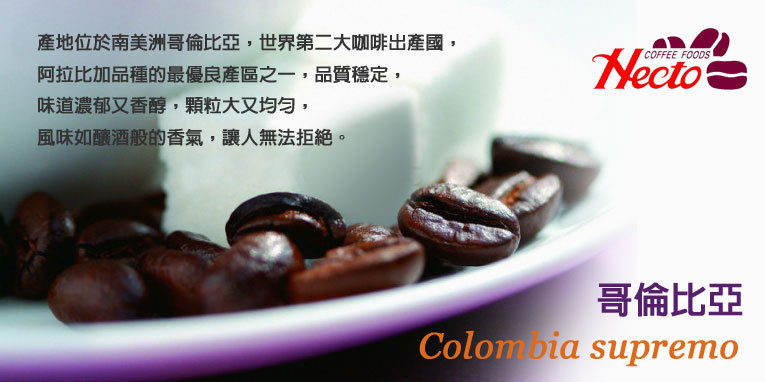 產地位於南美洲哥倫比亞，世界第二大咖啡出產國，
阿拉比加品種的最優良產區之一，品質穩定，
味道濃郁又香醇，顆粒大又均勻，
風味如釀酒般的香氣，讓人無法拒絕。
COFFEE FOODS
Hecto
哥倫比亞
Colombia supremo